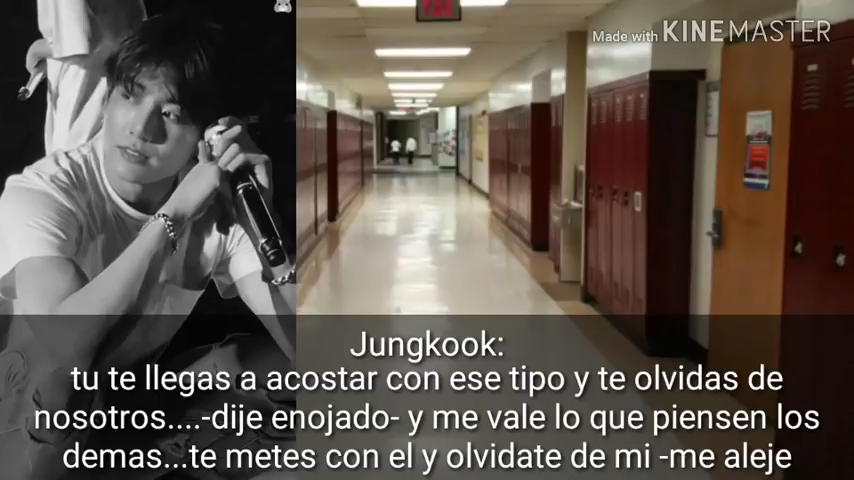 Made with KINEMASTER
Jungkook:
tu te llegas a acostar con ese tipo y te olvidas de
nosotros....-dije enojado- y me vale lo que piensen los
demas...te metes con el y olvidate de mi -me aleje